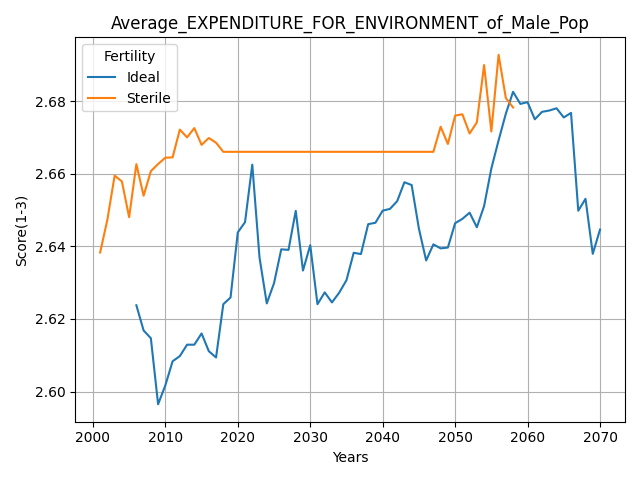 Average_EXPENDITURE_FOR_ENVIRONMENT_of_Male_Pop
Fertility
Ideal
Sterile
Score(1-3)
2.68
2.66
2.64
2.62
2.60
2000 2010 2020 2030 2040 2050 2060 2070
Years